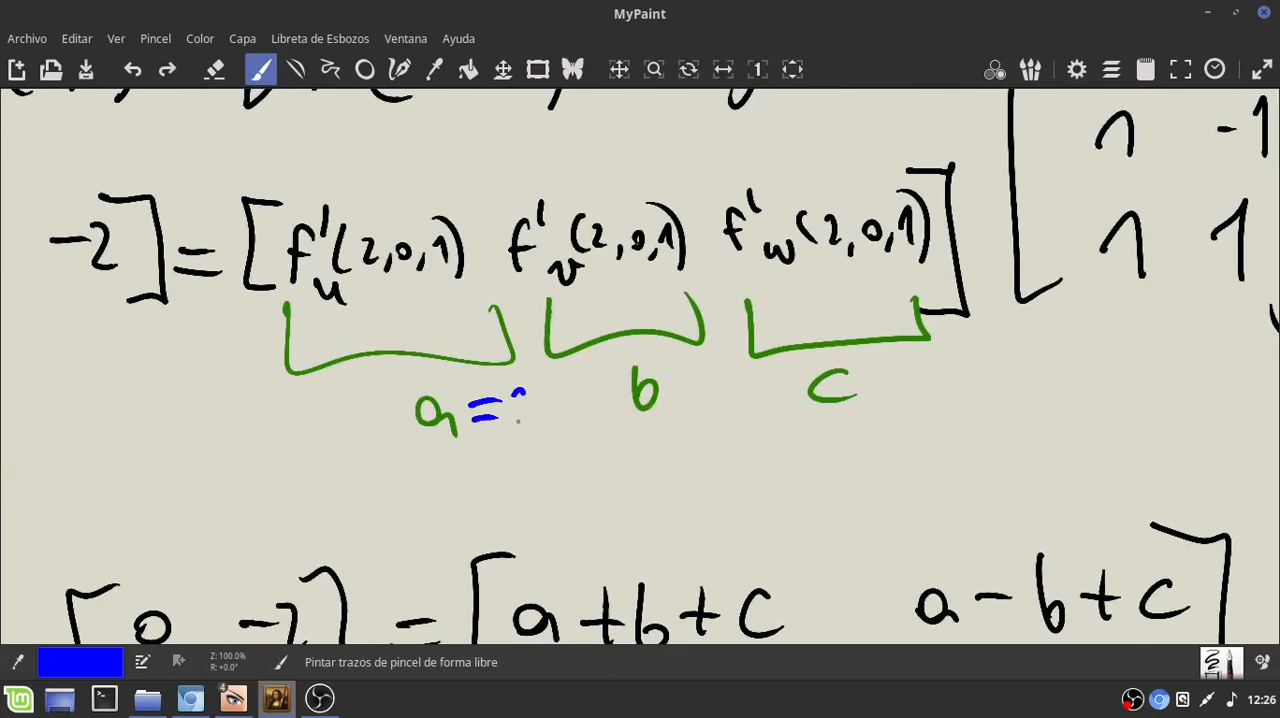 MyPaint
Archivo Editar Ver Pincel Color Capa Libreta de Esbozos Ventana Ayuda
1 -1
-2] = [f'u(2,0,1) f'v(2,0,1) f'w(2,0,1)]
1 1
a = b c
[0 -2] = [a+b+c a-b+c]
Z: 100.0%
R: +0.0°
Pintar trazos de pincel de forma libre
4
12:26